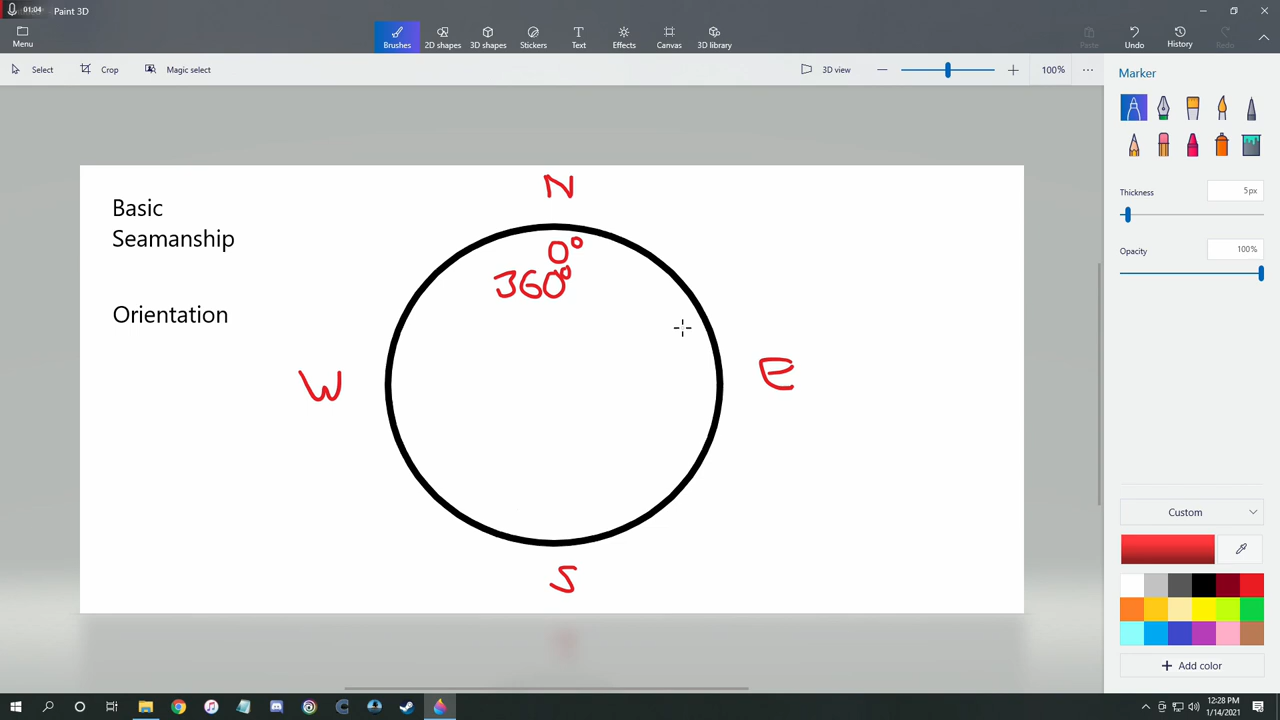 01:04 Paint 3D
Menu
Brushes 2D shapes 3D shapes Stickers Text Effects Canvas 3D library
Paste Undo History Redo
Select Crop Magic select 3D view 100%
Marker
Thickness 5px
Opacity 100%
Custom
Add color
Basic
Seamanship
Orientation
N
0°
360°
W
E
S
12:28 PM
1/14/2021